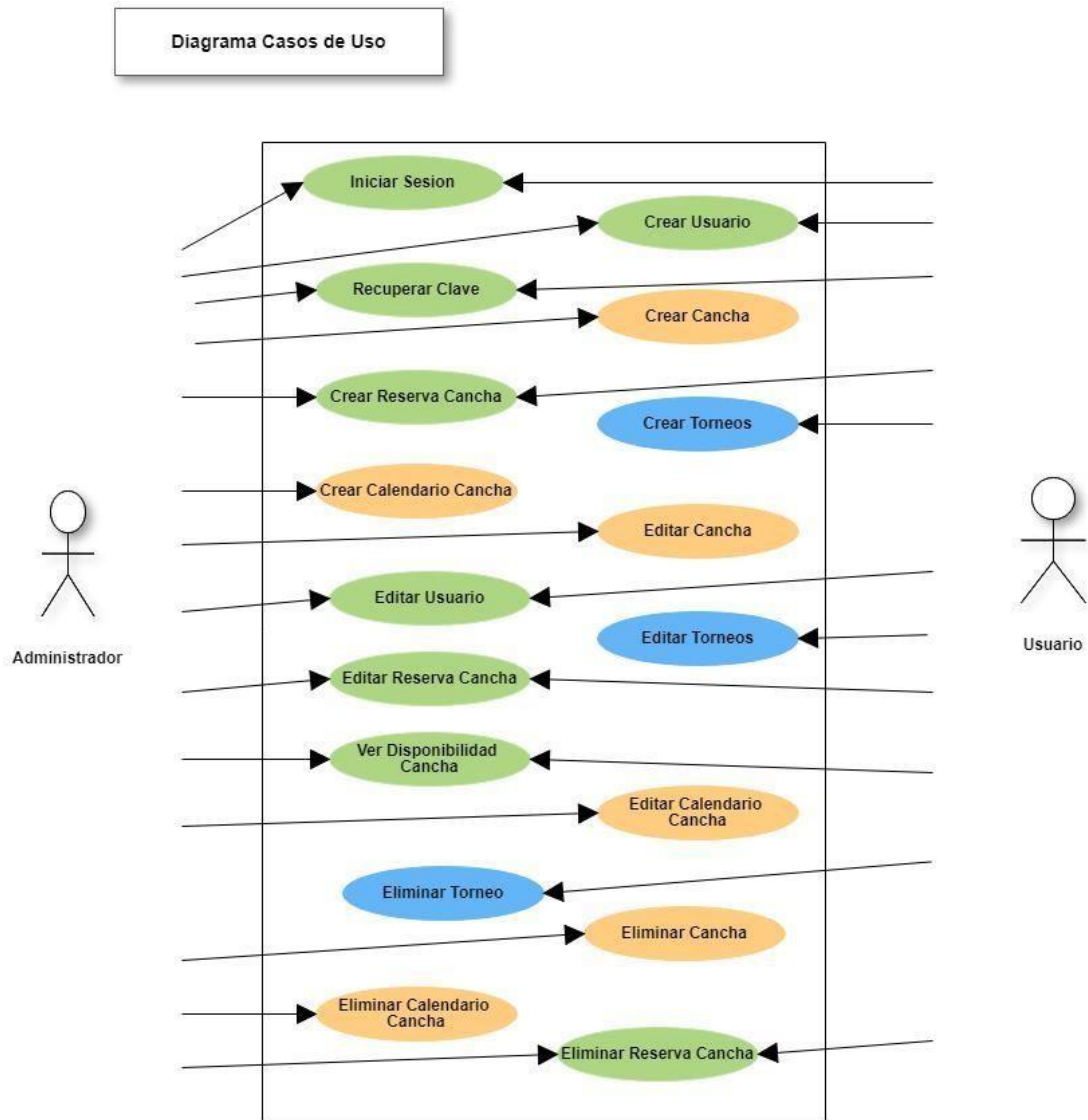 Diagrama Casos de Uso
Iniciar Sesion
Crear Usuario
Recuperar Clave
Crear Cancha
Crear Reserva Cancha
Crear Torneos
Crear Calendario Cancha
Editar Cancha
Editar Usuario
Editar Torneos
Administrador
Usuario
Editar Reserva Cancha
Ver Disponibilidad
Cancha
Editar Calendario
Cancha
Eliminar Torneo
Eliminar Cancha
Eliminar Calendario
Cancha
Eliminar Reserva Cancha